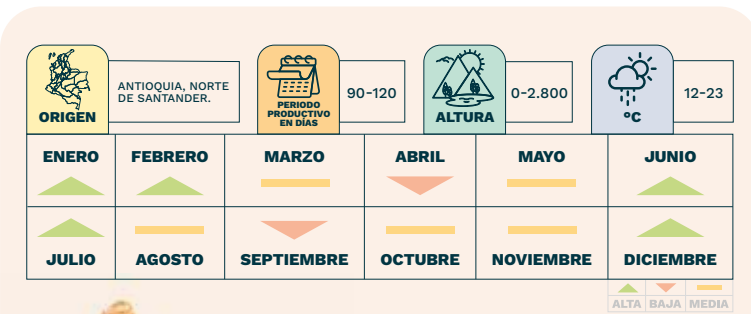 ORIGEN
ANTIOQUIA, NORTE
DE SANTANDER.
PERIODO
PRODUCTIVO
EN DÍAS
90-120
ALTURA
0-2.800
°C
12-23
ENERO
FEBRERO
MARZO
ABRIL
MAYO
JUNIO
JULIO
AGOSTO
SEPTIEMBRE
OCTUBRE
NOVIEMBRE
DICIEMBRE
ALTA
BAJA
MEDIA